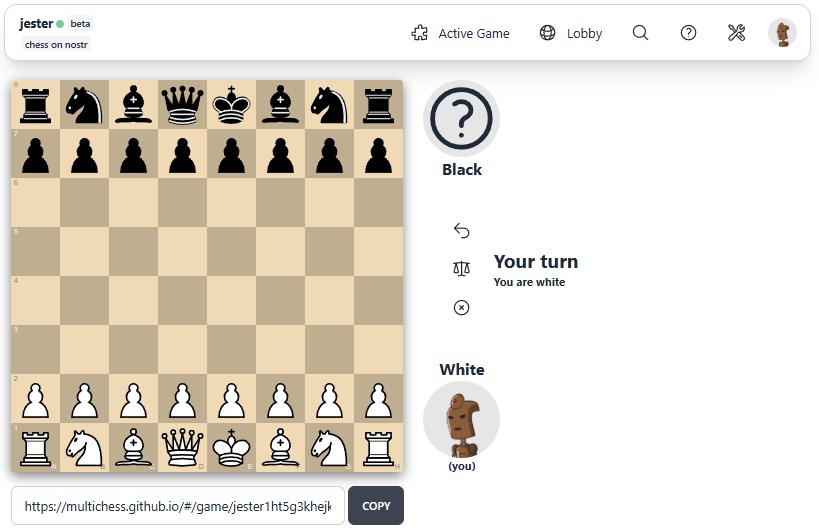 jester beta
chess on nostr
Active Game
Lobby
8
7
6
5
4
3
2
1
A B C D E F G H
Black
Your turn
You are white
White
(you)
https://multichess.github.io/#/game/jester1ht5g3khejk
COPY